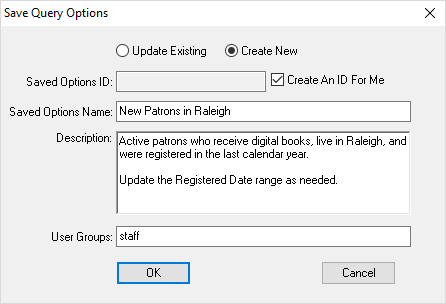 Save Query Options
Update Existing Create New
Saved Options ID: Create An ID For Me
Saved Options Name: New Patrons in Raleigh
Description: Active patrons who receive digital books, live in Raleigh, and
were registered in the last calendar year.
Update the Registered Date range as needed.
User Groups: staff
OK Cancel